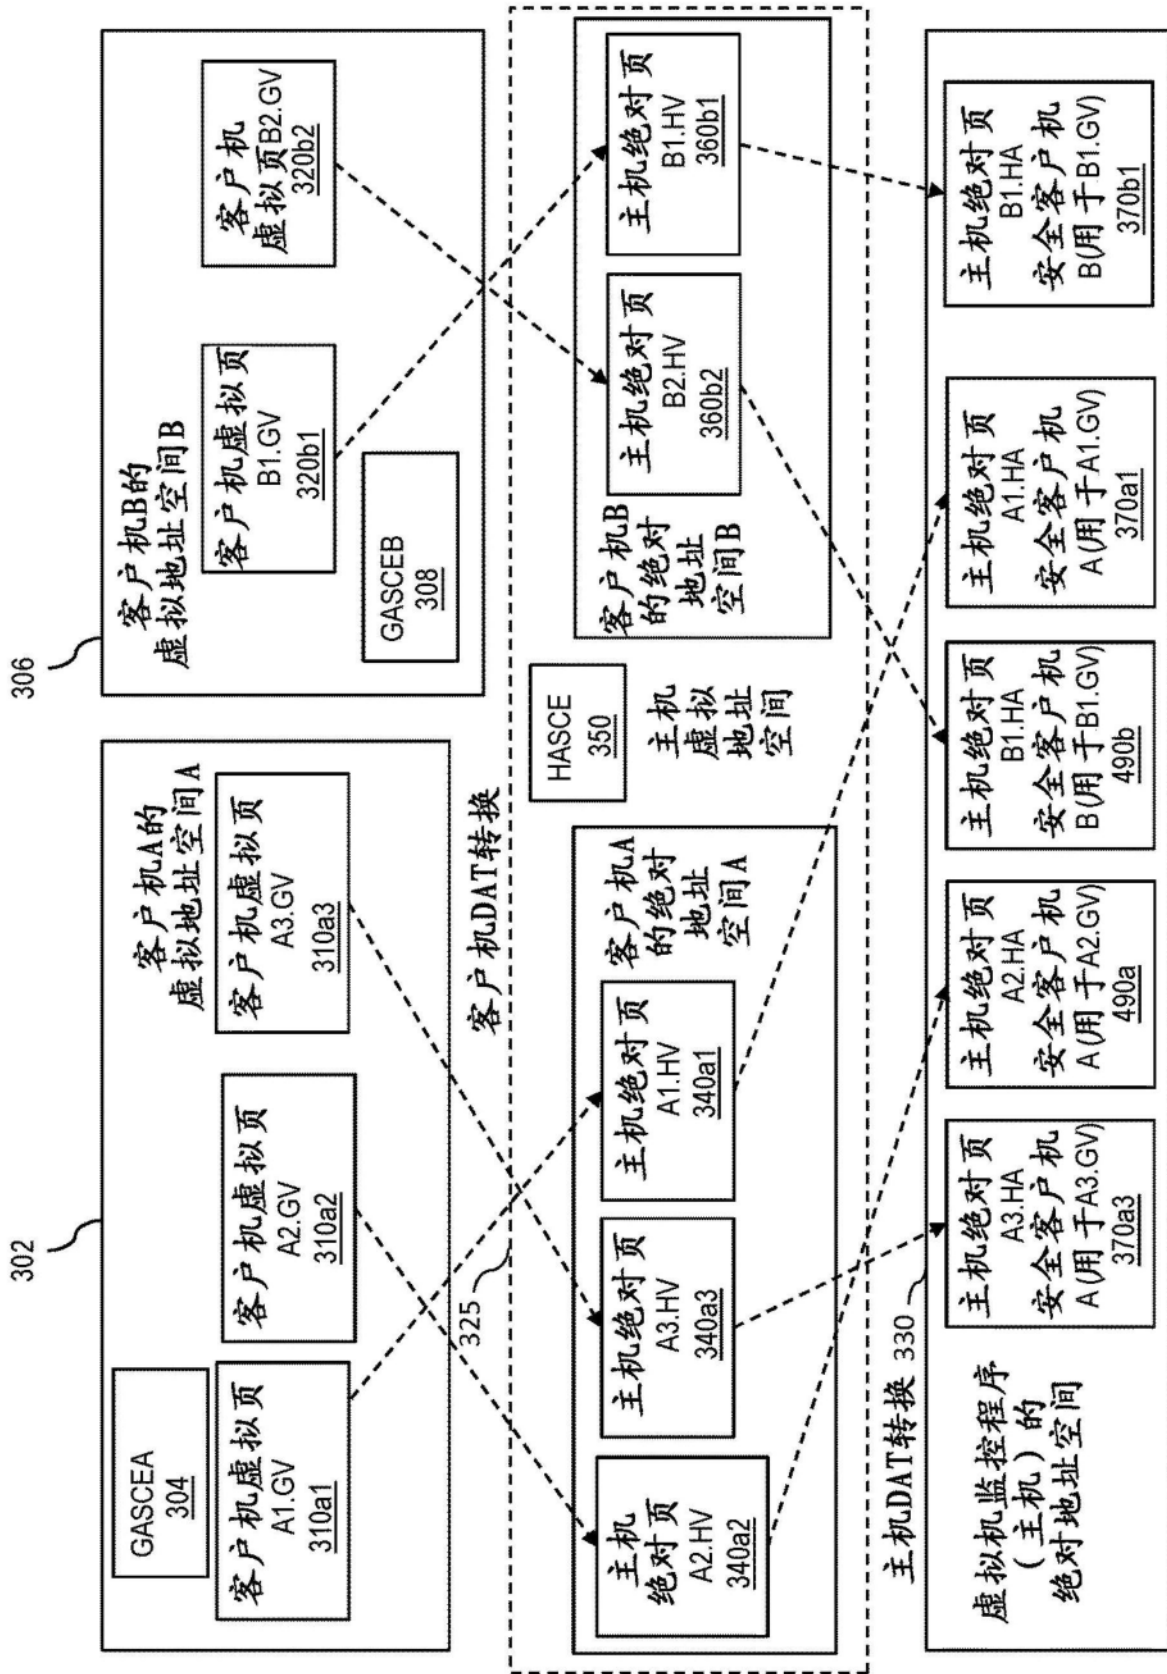 302
GASCEA
304
客户机虚拟页
A1.GV
310a1
客户机虚拟页
A2.GV
310a2
客户机A的
虚拟地址空间A
客户机虚拟页
A3.GV
310a3
306
客户机B的
虚拟地址空间B
客户机虚拟页
B1.GV
320b1
客户机
虚拟页B2.GV
320b2
GASCEB
308
325
客户机DAT转换
主机
绝对页
A2.HV
340a2
主机绝对页
A3.HV
340a3
主机绝对页
A1.HV
340a1
客户机A
的绝对
地址
空间A
HASCE
350
主机
虚拟
地址
空间
客户机B
的绝对
地址
空间B
主机绝对页
B2.HV
360b2
主机绝对页
B1.HV
360b1
主机DAT转换 330
虚拟机监控程序
(主机)的
绝对地址空间
主机绝对页
A3.HA
安全客户机
A(用于A3.GV)
370a3
主机绝对页
A2.HA
安全客户机
A(用于A2.GV)
490a
主机绝对页
B1.HA
安全客户机
B(用于B1.GV)
490b
主机绝对页
A1.HA
安全客户机
A(用于A1.GV)
370a1
主机绝对页
B1.HA
安全客户机
B(用于B1.GV)
370b1